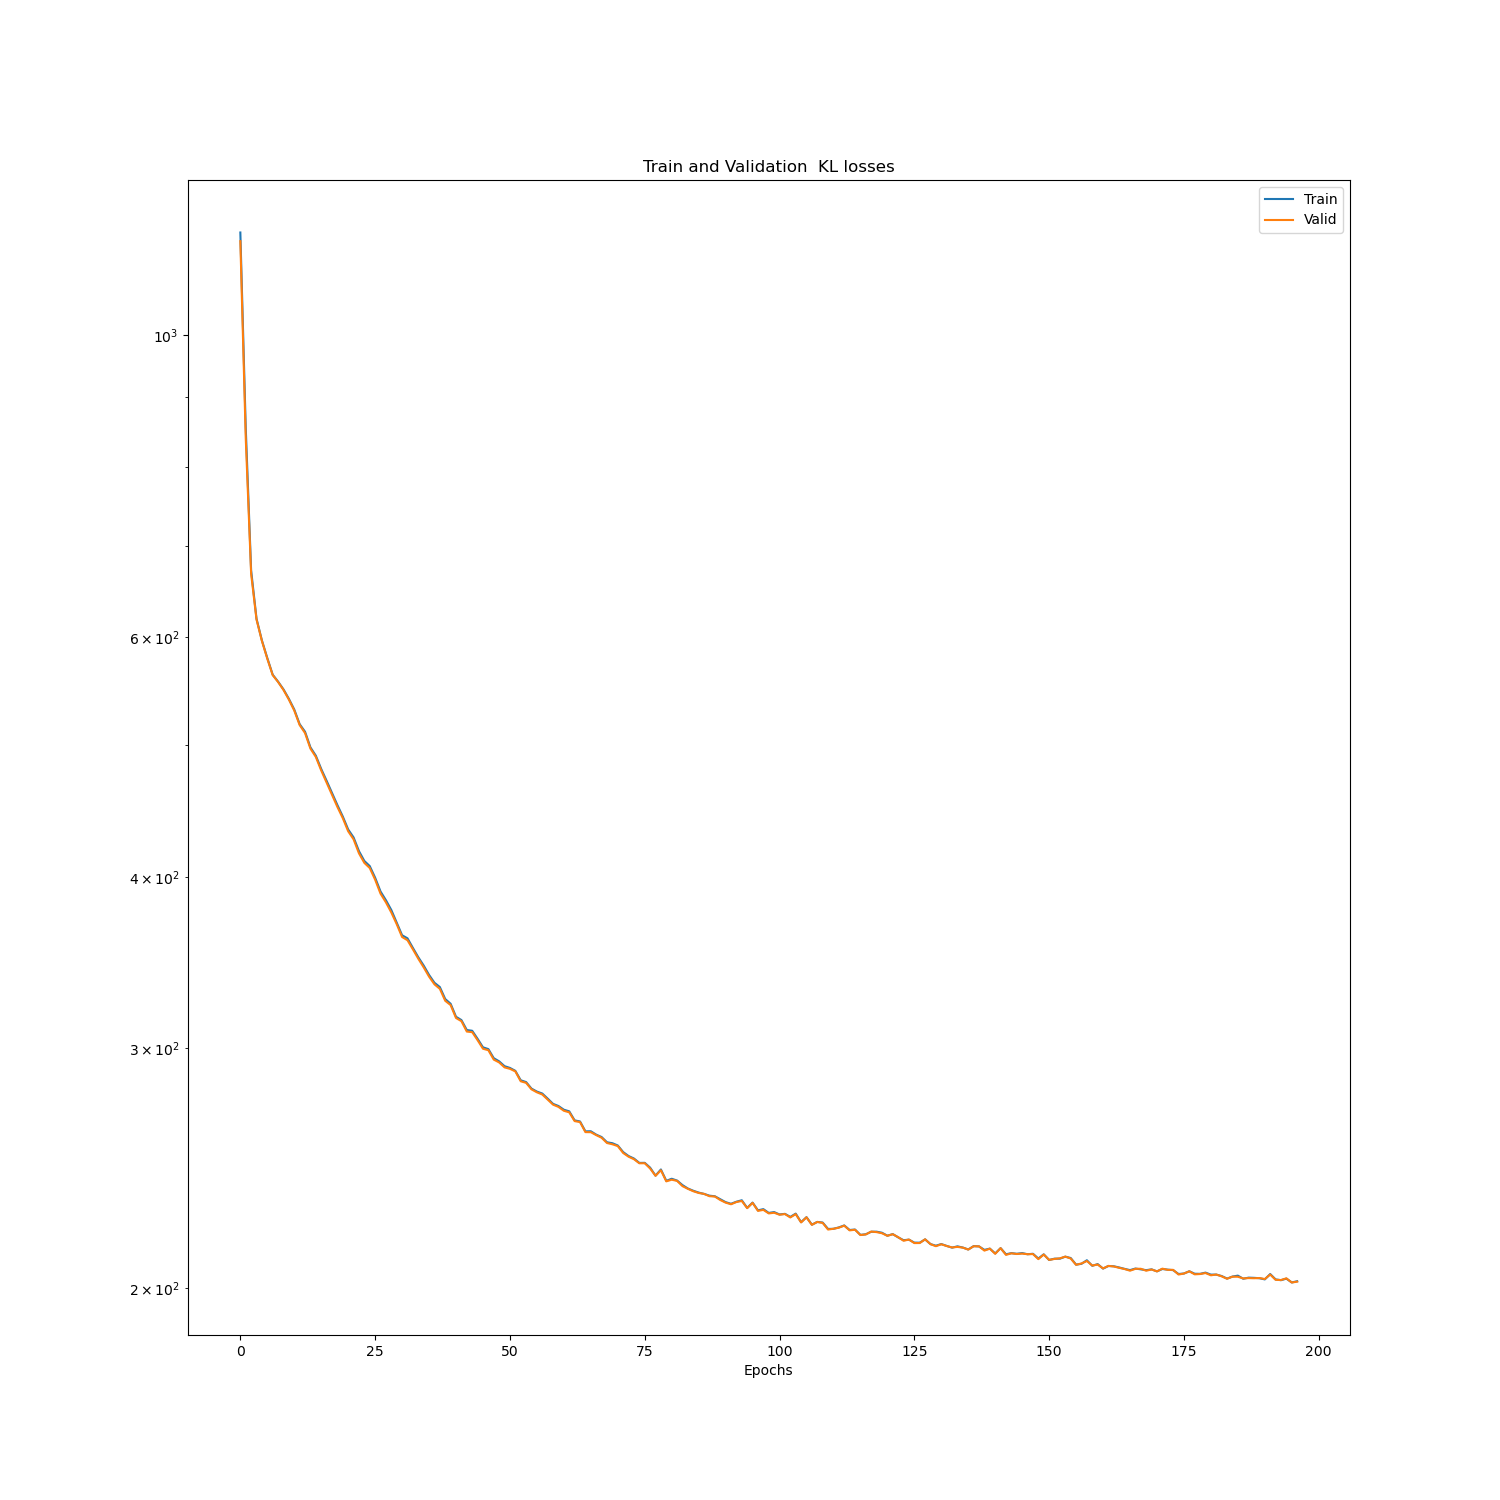 Train and Validation  KL losses
Train
Valid
10³
6 × 10²
4 × 10²
3 × 10²
2 × 10²
0 25 50 75 100 125 150 175 200
Epochs